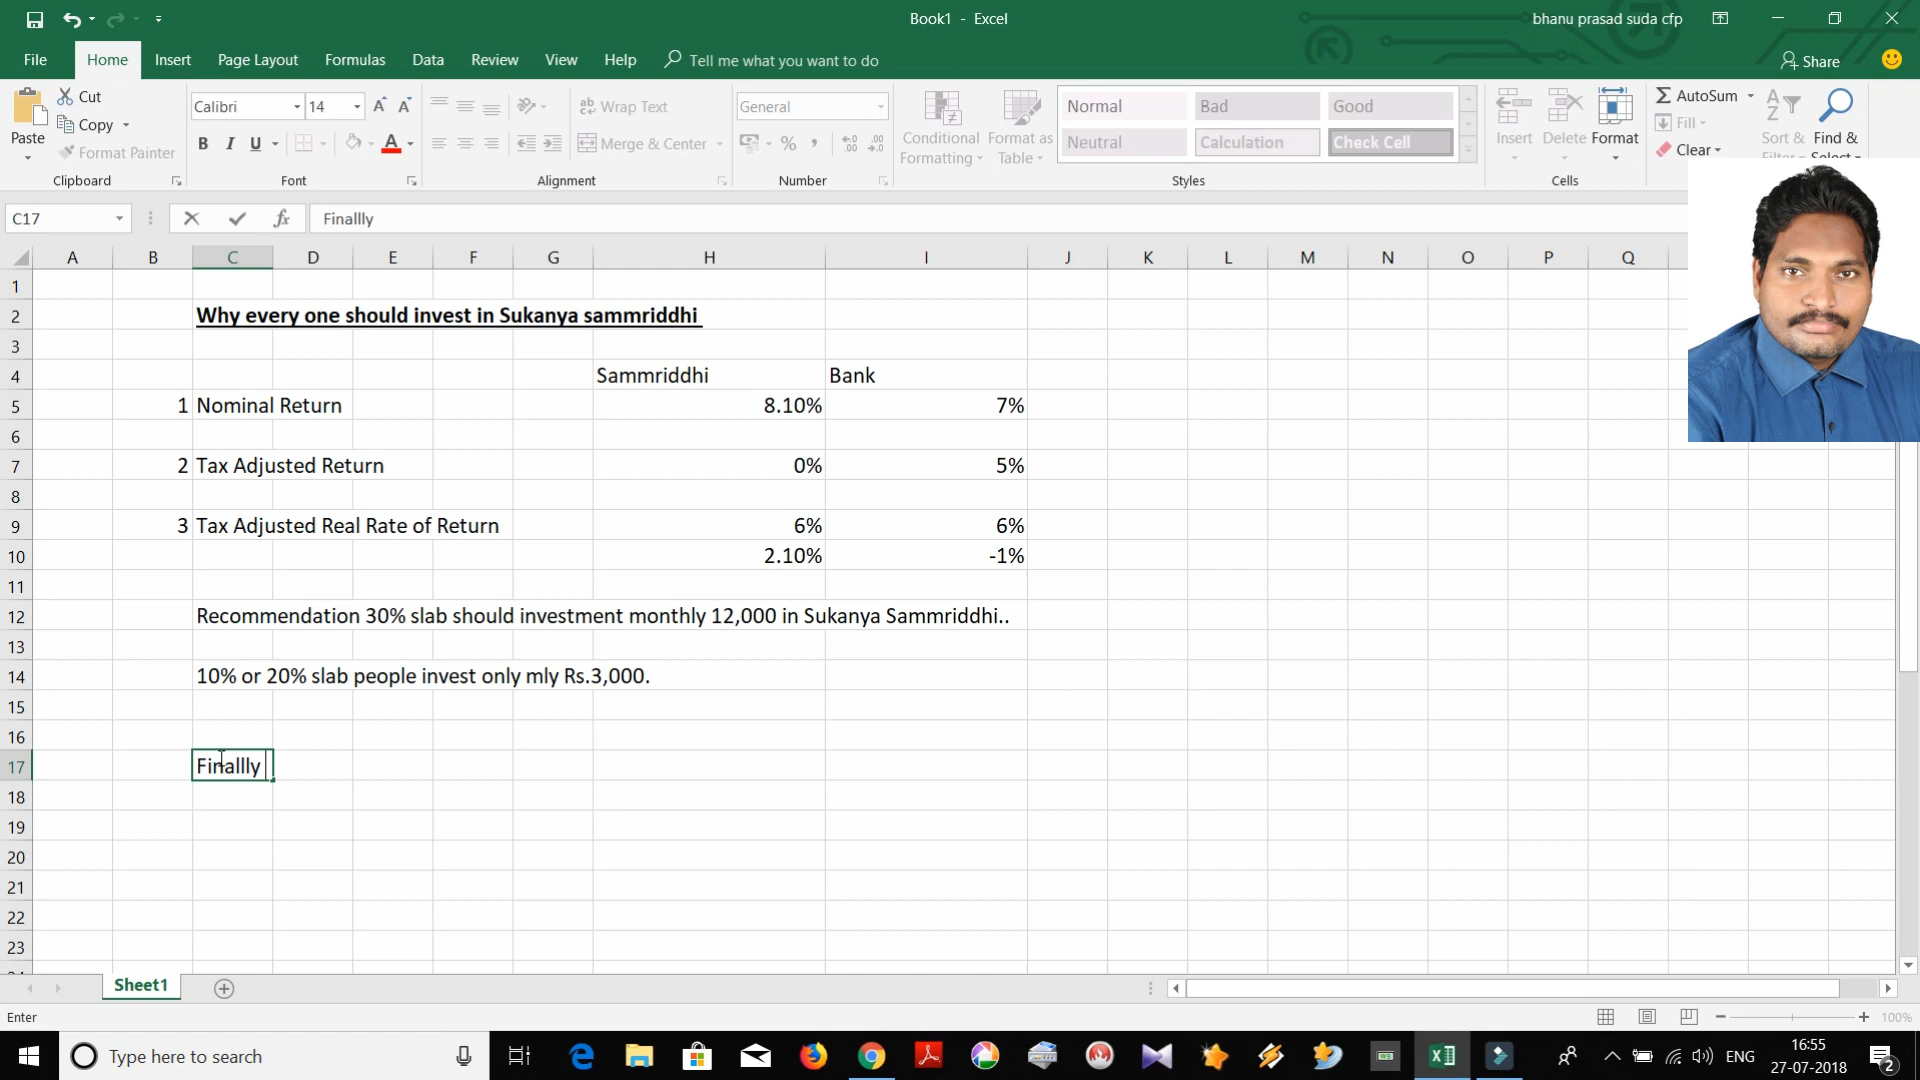 Book1 - Excel
bhanu prasad suda cfp
File Home Insert Page Layout Formulas Data Review View Help Tell me what you want to do
Share
Paste
Cut
Copy
Format Painter
Clipboard
Calibri 14
B I U
Font
Wrap Text
Merge & Center
Alignment
General
Number
Conditional Formatting
Format as Table
Normal Bad Good
Neutral Calculation Check Cell
Styles
Insert Delete Format
Cells
AutoSum
Fill
Clear
Sort &
Find &
C17 Finallly
A B C D E F G H I J K L M N O P Q
1
2 Why every one should invest in Sukanya sammriddhi
3
4 Sammriddhi Bank
5 1 Nominal Return 8.10% 7%
6
7 2 Tax Adjusted Return 0% 5%
8
9 3 Tax Adjusted Real Rate of Return 6% 6%
10 2.10% -1%
11
12 Recommendation 30% slab should investment monthly 12,000 in Sukanya Sammriddhi..
13
14 10% or 20% slab people invest only mly Rs.3,000.
15
16
17 Finallly
18
19
20
21
22
23
Sheet1
Enter
100%
Type here to search
ENG
16:55
27-07-2018
2